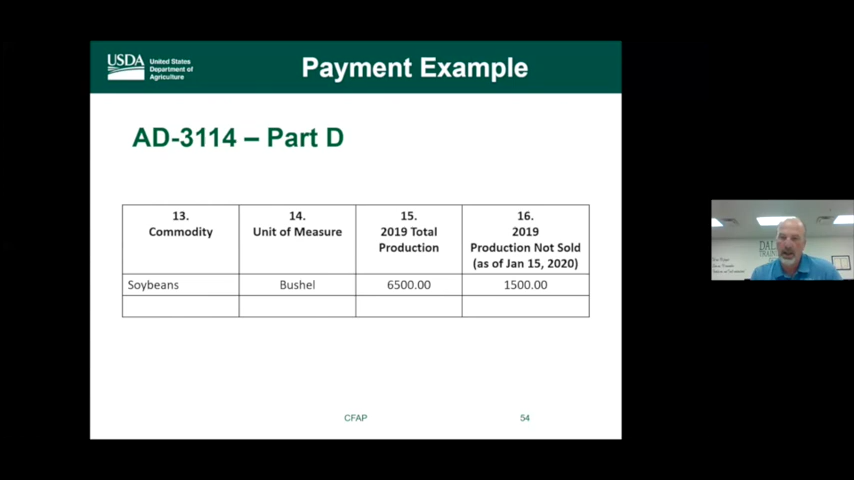 USDA
United States
Department of
Agriculture
Payment Example
AD-3114 – Part D
13.
Commodity
14.
Unit of Measure
15.
2019 Total
Production
16.
2019
Production Not Sold
(as of Jan 15, 2020)
Soybeans
Bushel
6500.00
1500.00
CFAP
54